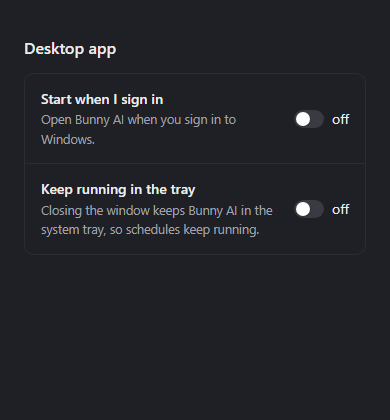 Desktop app
Start when I sign in
Open Bunny AI when you sign in to
Windows.
off
Keep running in the tray
Closing the window keeps Bunny AI in the
system tray, so schedules keep running.
off